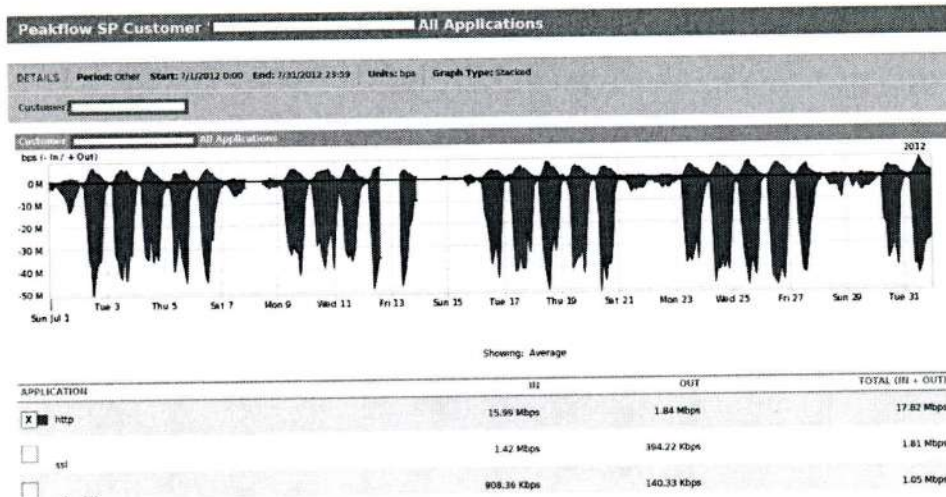 Peakflow SP Customer ' All Applications
DETAILS Period: Other Start: 7/1/2012 0:00 End: 7/31/2012 23:59 Units: bps Graph Type: Stacked
Customer
Customer All Applications
bps (- In / + Out) 2012
0 M
-10 M
-20 M
-30 M
-40 M
-50 M
Tue 3 Thu 5 Sat 7 Mon 9 Wed 11 Fri 13 Sun 15 Tue 17 Thu 19 Sat 21 Mon 23 Wed 25 Fri 27 Sun 29 Tue 31
Sun Jul 1
Showing: Average
APPLICATION IN OUT TOTAL (IN + OUT)
X http 15.99 Mbps 1.84 Mbps 17.82 Mbps
ssl 1.42 Mbps 394.22 Kbps 1.81 Mbps
908.36 Kbps 140.33 Kbps 1.05 Mbps